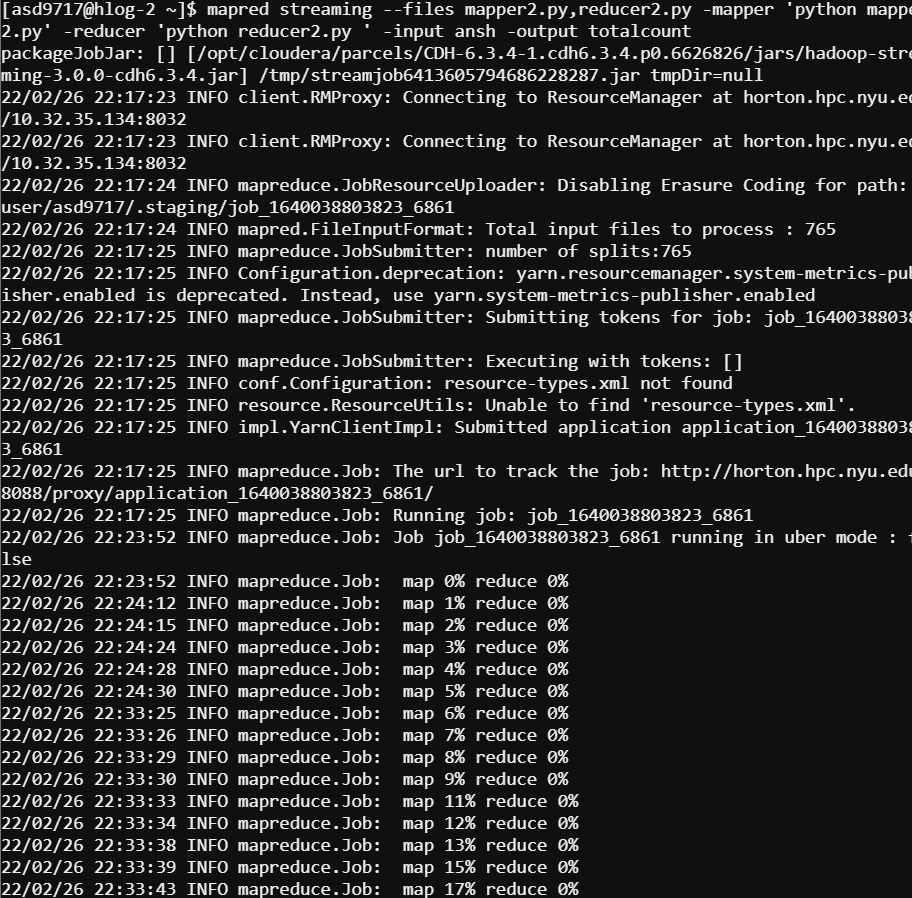 [asd9717@hlog-2 ~]$ mapred streaming --files mapper2.py,reducer2.py -mapper 'python mappe
2.py' -reducer 'python reducer2.py ' -input ansh -output totalcount
packageJobJar: [] [/opt/cloudera/parcels/CDH-6.3.4-1.cdh6.3.4.p0.6626826/jars/hadoop-stre
ming-3.0.0-cdh6.3.4.jar] /tmp/streamjob6413605794686228287.jar tmpDir=null
22/02/26 22:17:23 INFO client.RMProxy: Connecting to ResourceManager at horton.hpc.nyu.ed
/10.32.35.134:8032
22/02/26 22:17:23 INFO client.RMProxy: Connecting to ResourceManager at horton.hpc.nyu.ed
/10.32.35.134:8032
22/02/26 22:17:24 INFO mapreduce.JobResourceUploader: Disabling Erasure Coding for path:
user/asd9717/.staging/job_1640038803823_6861
22/02/26 22:17:24 INFO mapred.FileInputFormat: Total input files to process : 765
22/02/26 22:17:25 INFO mapreduce.JobSubmitter: number of splits:765
22/02/26 22:17:25 INFO Configuration.deprecation: yarn.resourcemanager.system-metrics-pub
isher.enabled is deprecated. Instead, use yarn.system-metrics-publisher.enabled
22/02/26 22:17:25 INFO mapreduce.JobSubmitter: Submitting tokens for job: job_16400388038
3_6861
22/02/26 22:17:25 INFO mapreduce.JobSubmitter: Executing with tokens: []
22/02/26 22:17:25 INFO conf.Configuration: resource-types.xml not found
22/02/26 22:17:25 INFO resource.ResourceUtils: Unable to find 'resource-types.xml'.
22/02/26 22:17:25 INFO impl.YarnClientImpl: Submitted application application_16400388038
3_6861
22/02/26 22:17:25 INFO mapreduce.Job: The url to track the job: http://horton.hpc.nyu.edu
8088/proxy/application_1640038803823_6861/
22/02/26 22:17:25 INFO mapreduce.Job: Running job: job_1640038803823_6861
22/02/26 22:23:52 INFO mapreduce.Job: Job job_1640038803823_6861 running in uber mode : f
lse
22/02/26 22:23:52 INFO mapreduce.Job:  map 0% reduce 0%
22/02/26 22:24:12 INFO mapreduce.Job:  map 1% reduce 0%
22/02/26 22:24:15 INFO mapreduce.Job:  map 2% reduce 0%
22/02/26 22:24:24 INFO mapreduce.Job:  map 3% reduce 0%
22/02/26 22:24:28 INFO mapreduce.Job:  map 4% reduce 0%
22/02/26 22:24:30 INFO mapreduce.Job:  map 5% reduce 0%
22/02/26 22:33:25 INFO mapreduce.Job:  map 6% reduce 0%
22/02/26 22:33:26 INFO mapreduce.Job:  map 7% reduce 0%
22/02/26 22:33:29 INFO mapreduce.Job:  map 8% reduce 0%
22/02/26 22:33:30 INFO mapreduce.Job:  map 9% reduce 0%
22/02/26 22:33:33 INFO mapreduce.Job:  map 11% reduce 0%
22/02/26 22:33:34 INFO mapreduce.Job:  map 12% reduce 0%
22/02/26 22:33:38 INFO mapreduce.Job:  map 13% reduce 0%
22/02/26 22:33:39 INFO mapreduce.Job:  map 15% reduce 0%
22/02/26 22:33:43 INFO mapreduce.Job:  map 17% reduce 0%